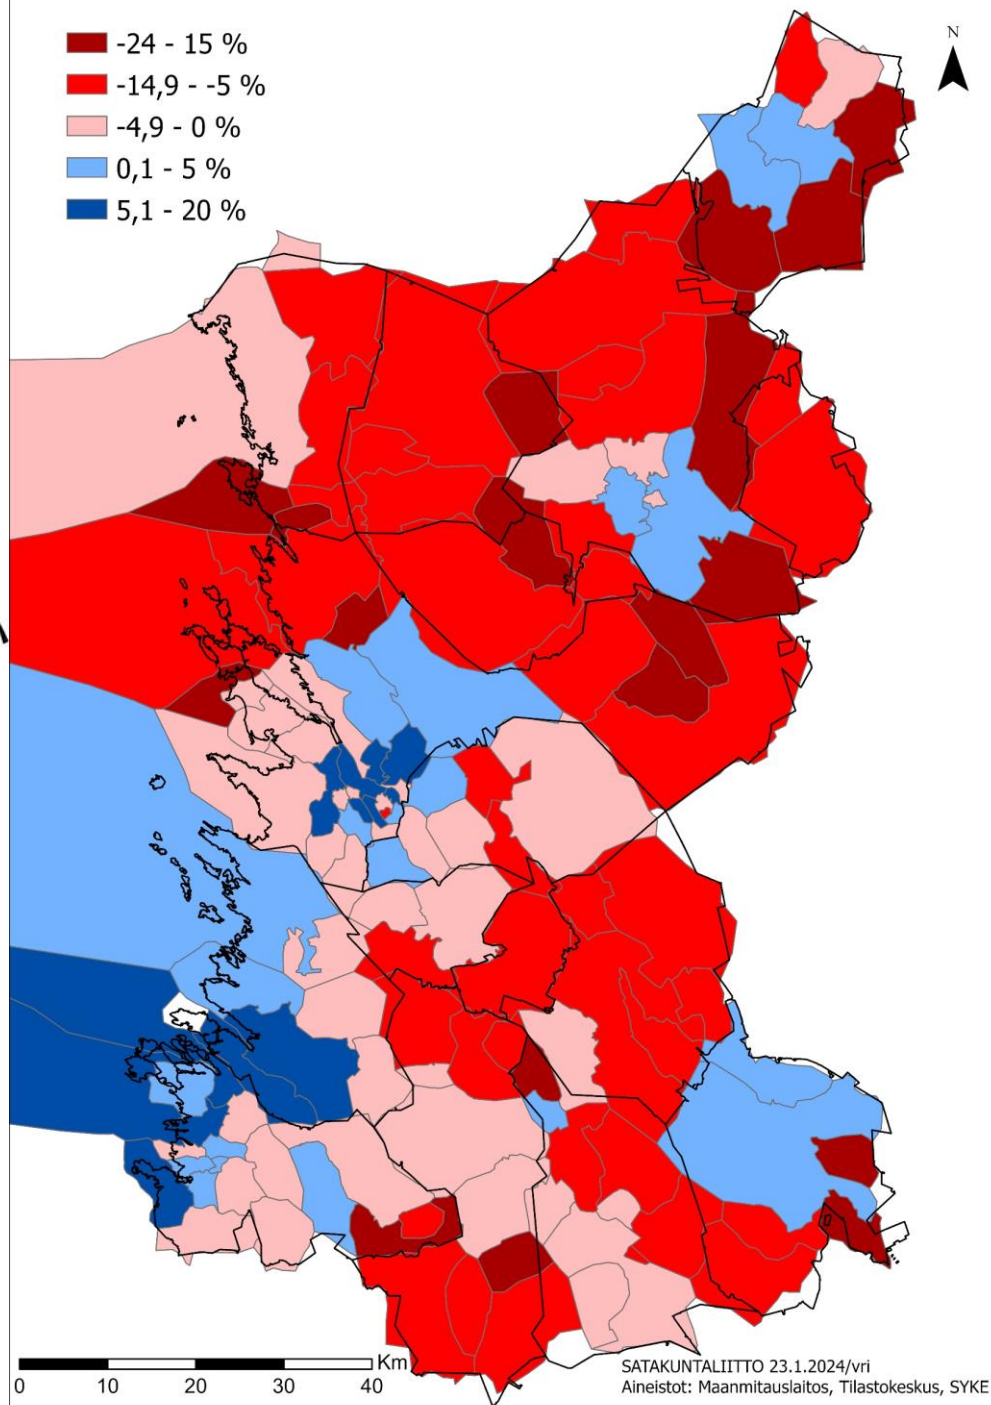 -24 - 15 %
-14,9 - -5 %
-4,9 - 0 %
0,1 - 5 %
5,1 - 20 %
N
Km
0 10 20 30 40
SATAKUNTALIITTO 23.1.2024/vri
Aineistot: Maanmitauslaitos, Tilastokeskus, SYKE